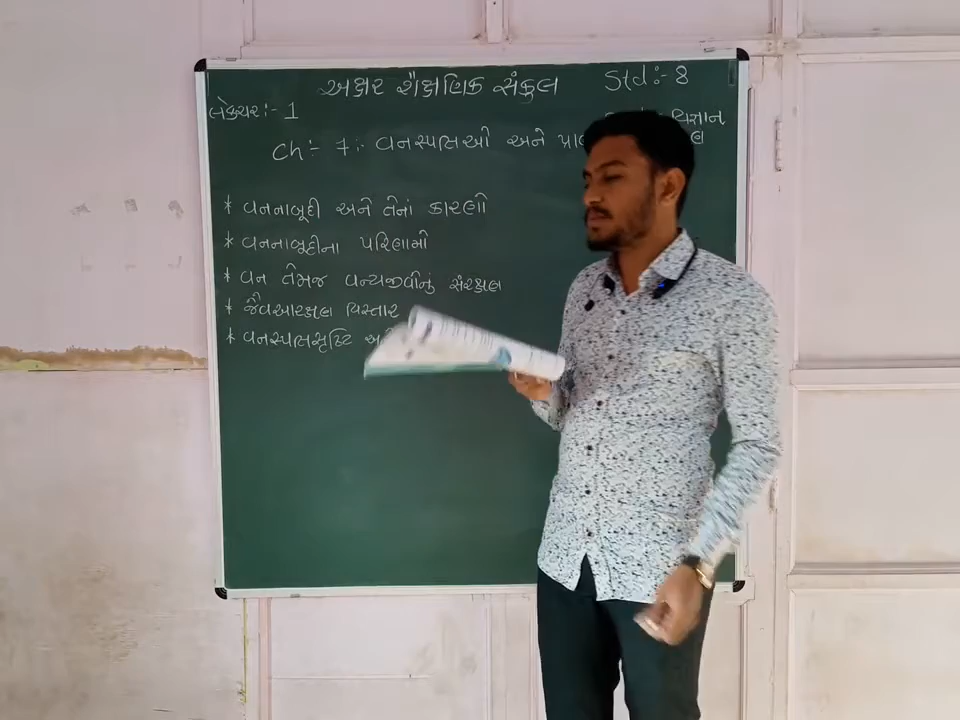 અક્ષર શૈક્ષણિક સંકુલ Std:- 8
લેક્ચર:- 1 વિજ્ઞાન
Ch:- 7:- વનસ્પતિઓ અને
* વનનાબૂદી અને તેનાં કારણો
* વનનાબૂદીના પરિણામો
* વન તેમજ વન્યજીવોનું સંરક્ષણ
* જૈવઆરક્ષણ વિસ્તાર
* વનસ્પતિસૃષ્ટિ